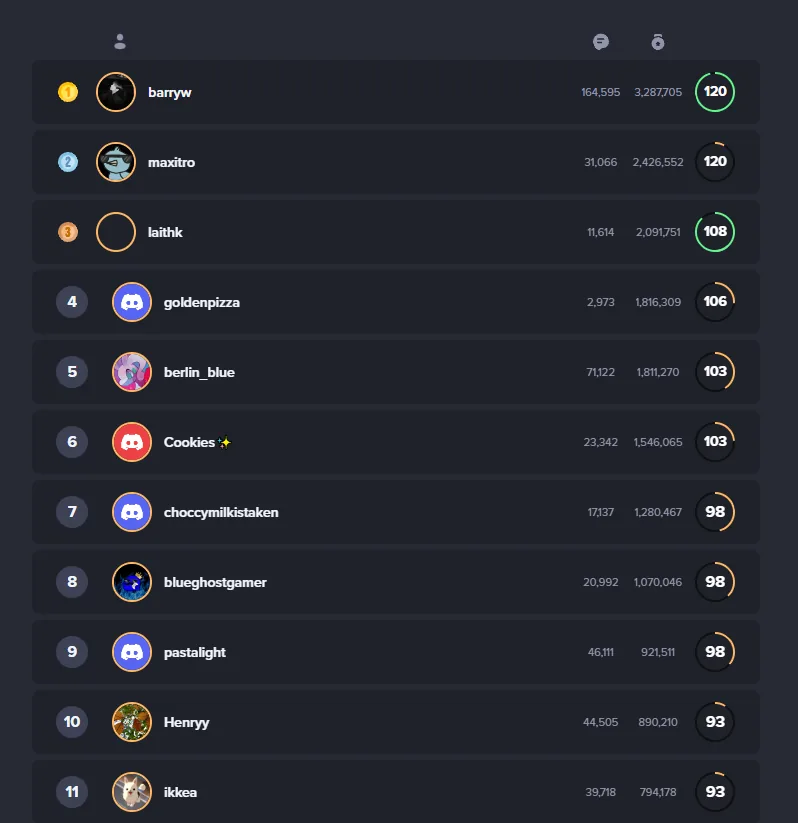 1 barryw 164,595 3,287,705 120
2 maxitro 31,066 2,426,552 120
3 laithk 11,614 2,091,751 108
4 goldenpizza 2,973 1,816,309 106
5 berlin_blue 71,122 1,811,270 103
6 Cookies✨ 23,342 1,546,065 103
7 choccymilkistaken 17,137 1,280,467 98
8 blueghostgamer 20,992 1,070,046 98
9 pastalight 46,111 921,511 98
10 Henryy 44,505 890,210 93
11 ikkea 39,718 794,178 93